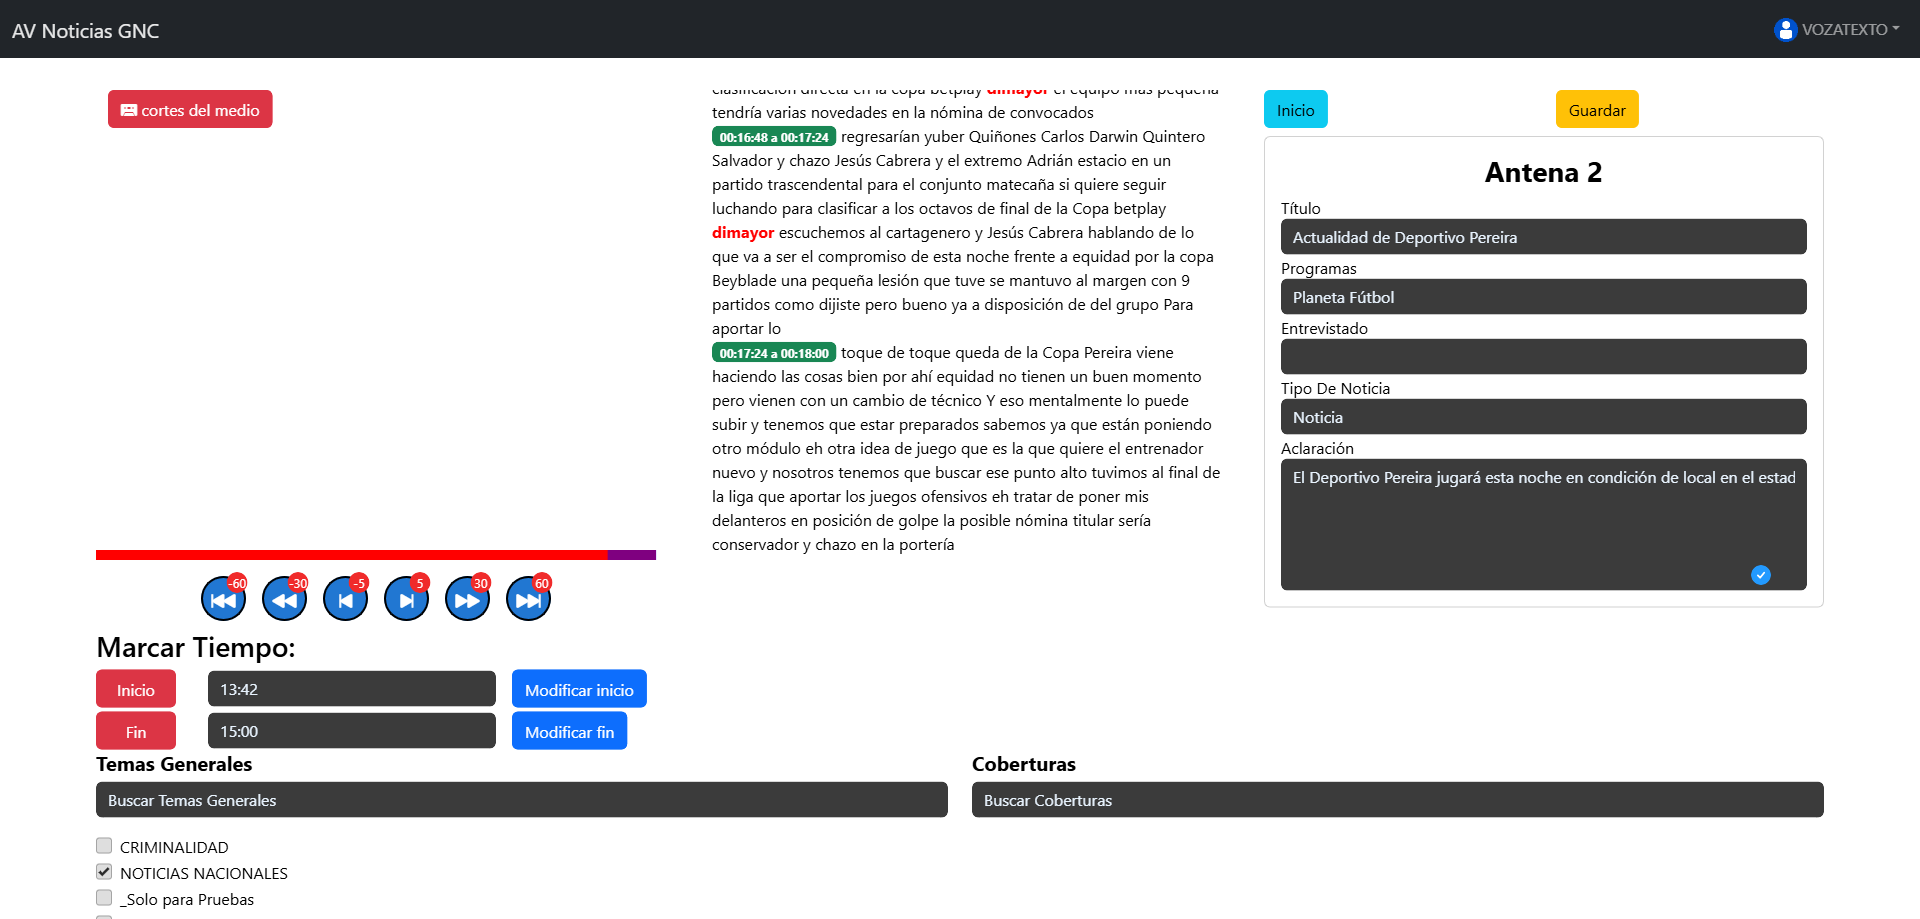 AV Noticias GNC
VOZATEXTO
cortes del medio
clasificación directa en la copa betplay dimayor el equipo más pequeña
tendría varias novedades en la nómina de convocados
00:16:48 a 00:17:24 regresarían yuber Quiñones Carlos Darwin Quintero
Salvador y chazo Jesús Cabrera y el extremo Adrián estacio en un
partido trascendental para el conjunto matecaña si quiere seguir
luchando para clasificar a los octavos de final de la Copa betplay
dimayor escuchemos al cartagenero y Jesús Cabrera hablando de lo
que va a ser el compromiso de esta noche frente a equidad por la copa
Beyblade una pequeña lesión que tuve se mantuvo al margen con 9
partidos como dijiste pero bueno ya a disposición de del grupo Para
aportar lo
00:17:24 a 00:18:00 toque de toque queda de la Copa Pereira viene
haciendo las cosas bien por ahí equidad no tienen un buen momento
pero vienen con un cambio de técnico Y eso mentalmente lo puede
subir y tenemos que estar preparados sabemos ya que están poniendo
otro módulo eh otra idea de juego que es la que quiere el entrenador
nuevo y nosotros tenemos que buscar ese punto alto tuvimos al final de
la liga que aportar los juegos ofensivos eh tratar de poner mis
delanteros en posición de golpe la posible nómina titular sería
conservador y chazo en la portería
Inicio
Guardar
Antena 2
Título
Actualidad de Deportivo Pereira
Programas
Planeta Fútbol
Entrevistado
Tipo De Noticia
Noticia
Aclaración
El Deportivo Pereira jugará esta noche en condición de local en el estad
-60
-30
-5
5
30
60
Marcar Tiempo:
Inicio
13:42
Modificar inicio
Fin
15:00
Modificar fin
Temas Generales
Buscar Temas Generales
CRIMINALIDAD
NOTICIAS NACIONALES
_Solo para Pruebas
Coberturas
Buscar Coberturas